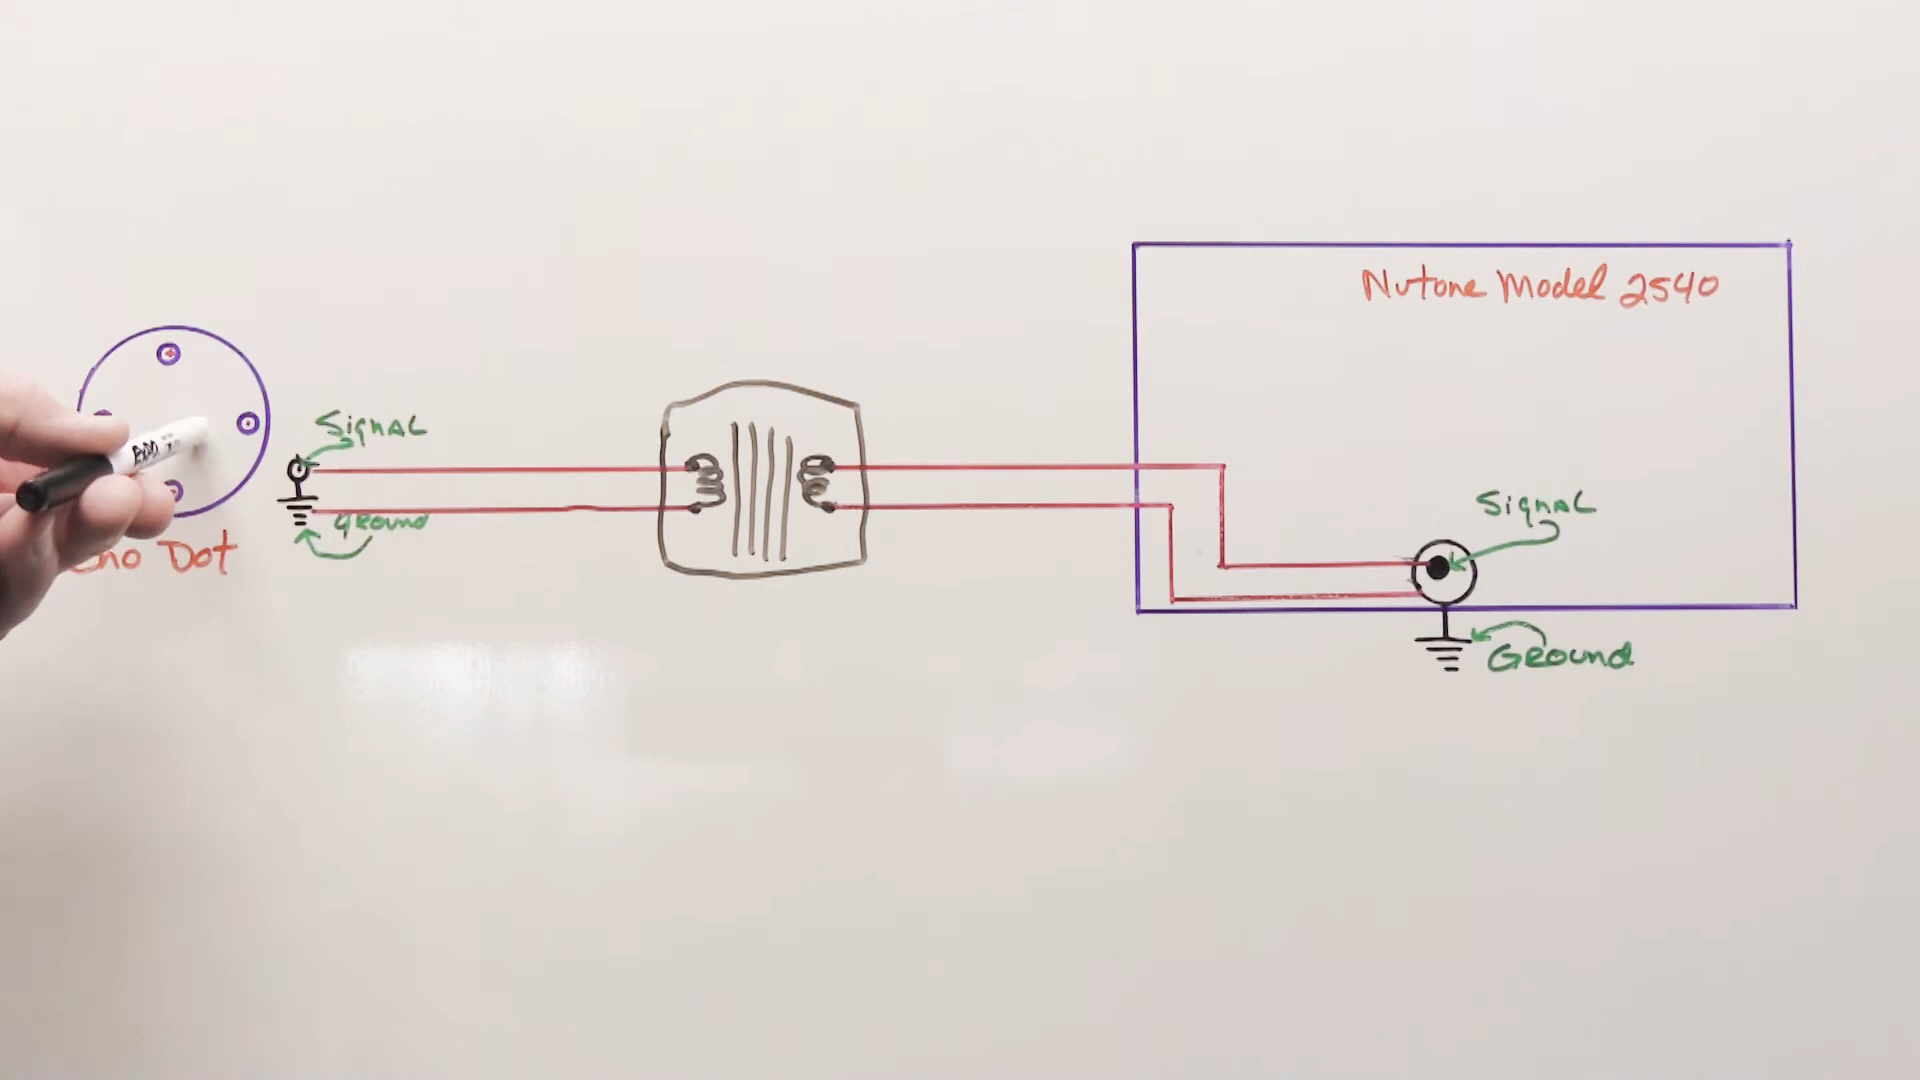 Nutone Model 2540
Signal
ground
Dot
Signal
Ground